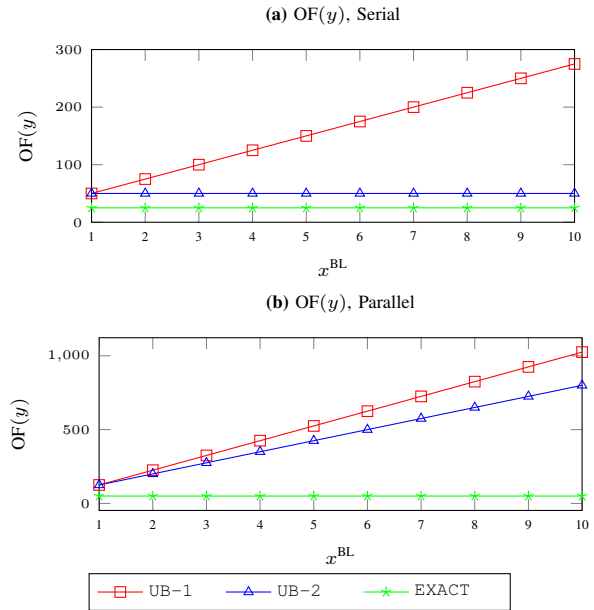 (a) OF(y), Serial
300
200
100
0
OF(y)
1 2 3 4 5 6 7 8 9 10
x^BL
(b) OF(y), Parallel
1,000
500
0
OF(y)
1 2 3 4 5 6 7 8 9 10
x^BL
UB-1 UB-2 EXACT